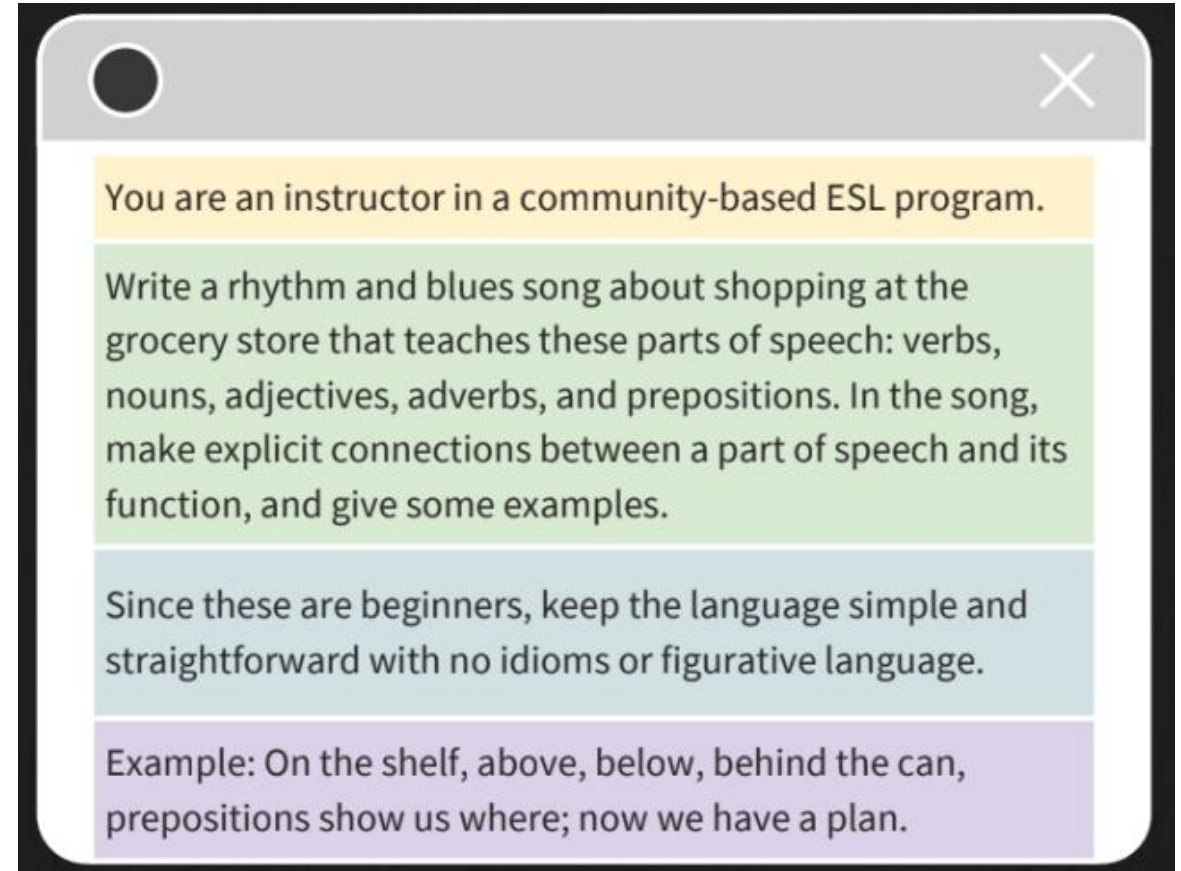 You are an instructor in a community-based ESL program.
Write a rhythm and blues song about shopping at the
grocery store that teaches these parts of speech: verbs,
nouns, adjectives, adverbs, and prepositions. In the song,
make explicit connections between a part of speech and its
function, and give some examples.
Since these are beginners, keep the language simple and
straightforward with no idioms or figurative language.
Example: On the shelf, above, below, behind the can,
prepositions show us where; now we have a plan.